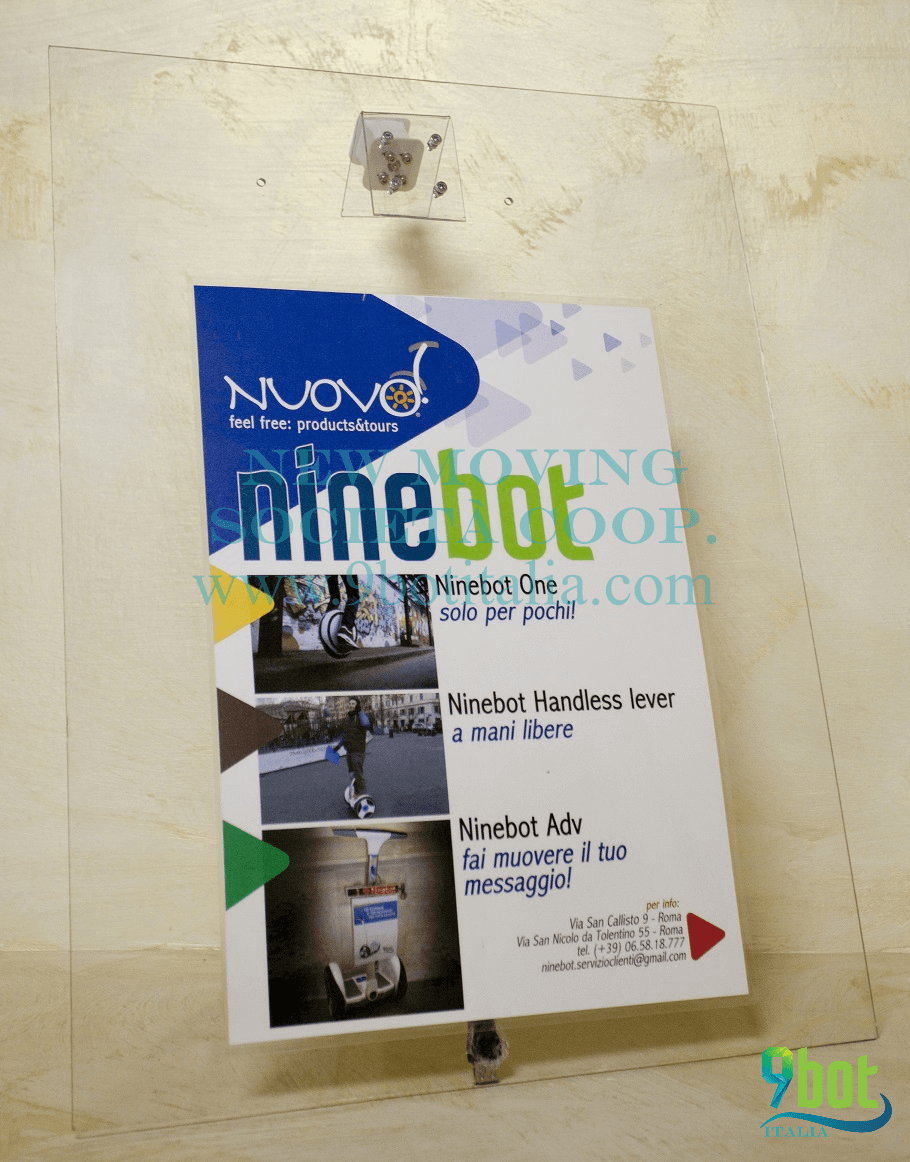 NUOVO!
feel free: products&tours
ninebot
NEW MOVING
SOCIETÀ COOP.
www.9botitalia.com
Ninebot One
solo per pochi!
Ninebot Handless lever
a mani libere
Ninebot Adv
fai muovere il tuo
messaggio!
per info:
Via San Callisto 9 - Roma
Via San Nicolo da Tolentino 55 - Roma
tel. (+39) 06.58.18.777
ninebot.servizioclienti@gmail.com
9bot
ITALIA